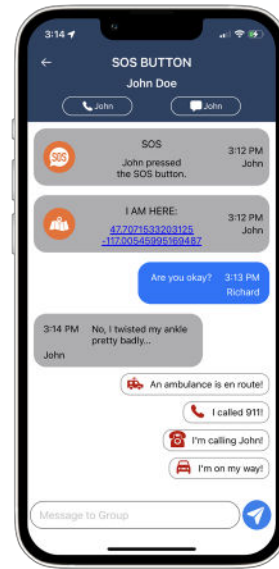 3:14
SOS BUTTON
John Doe
John
John
SOS
SOS
3:12 PM
John pressed
the SOS button.
John
I AM HERE:
3:12 PM
47.7071533203125
John
-117.00545995169487
Are you okay? 3:13 PM
Richard
3:14 PM No, I twisted my ankle
pretty badly...
John
An ambulance is en route!
I called 911!
I'm calling John!
I'm on my way!
Message to Group